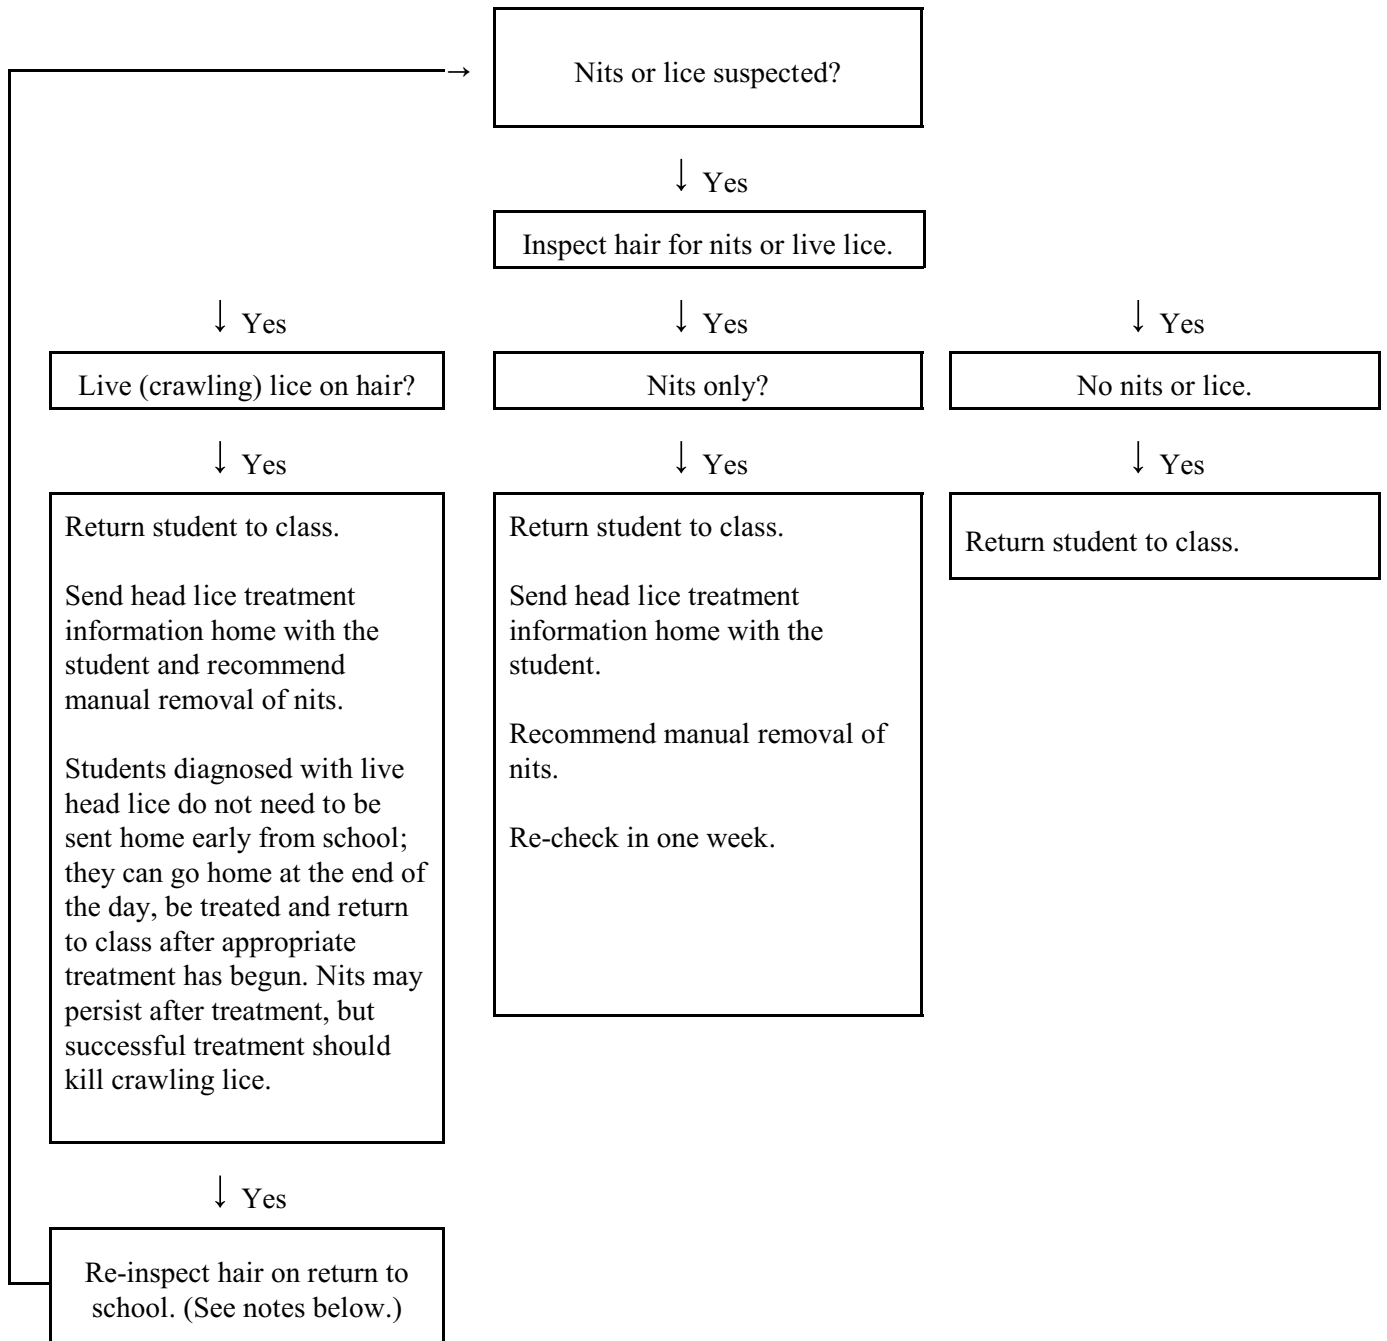 →
Nits or lice suspected?
↓ Yes
Inspect hair for nits or live lice.
↓ Yes
↓ Yes
↓ Yes
Live (crawling) lice on hair?
Nits only?
No nits or lice.
↓ Yes
↓ Yes
↓ Yes
Return student to class.
Send head lice treatment
information home with the
student and recommend
manual removal of nits.
Students diagnosed with live
head lice do not need to be
sent home early from school;
they can go home at the end of
the day, be treated and return
to class after appropriate
treatment has begun. Nits may
persist after treatment, but
successful treatment should
kill crawling lice.
Return student to class.
Send head lice treatment
information home with the
student.
Recommend manual removal of
nits.
Re-check in one week.
Return student to class.
↓ Yes
Re-inspect hair on return to
school. (See notes below.)